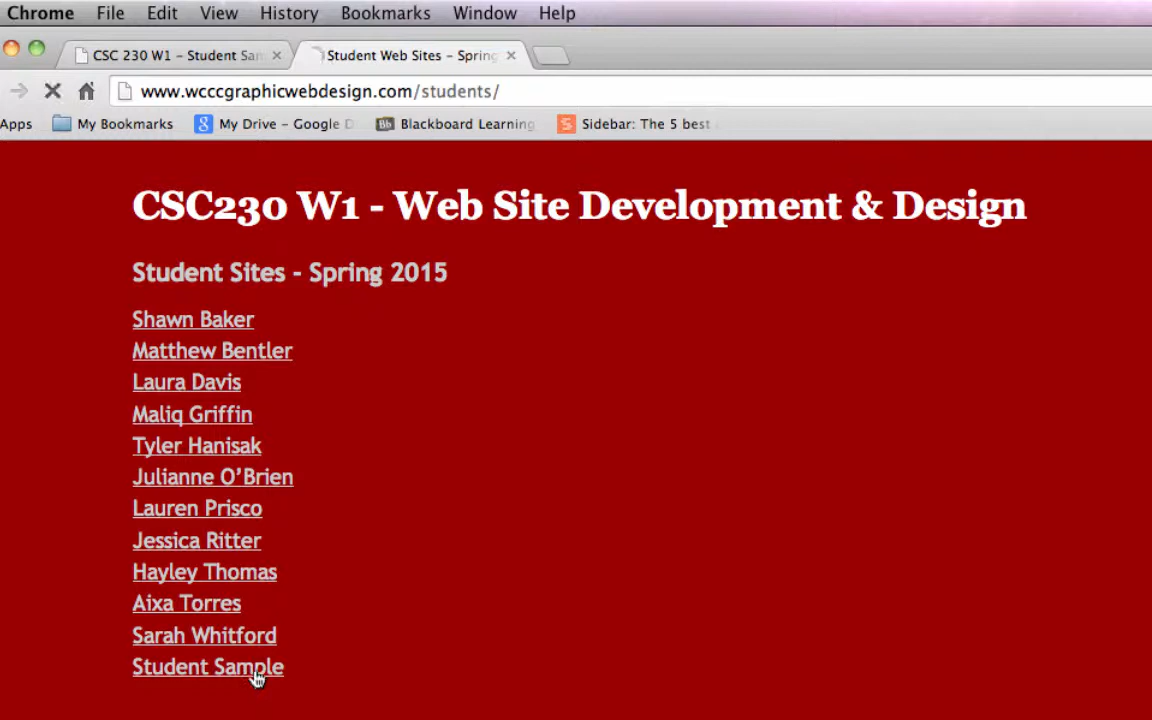 Chrome File Edit View History Bookmarks Window Help
CSC 230 W1 – Student San Student Web Sites – Spring
www.wcccgraphicwebdesign.com/students/
Apps My Bookmarks My Drive – Google D Bb Blackboard Learning Sidebar: The 5 best
CSC230 W1 - Web Site Development & Design
Student Sites - Spring 2015
Shawn Baker
Matthew Bentler
Laura Davis
Maliq Griffin
Tyler Hanisak
Julianne O’Brien
Lauren Prisco
Jessica Ritter
Hayley Thomas
Aixa Torres
Sarah Whitford
Student Sample